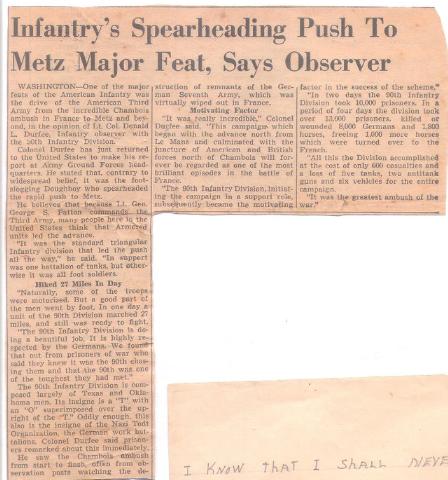 Infantry's Spearheading Push To
Metz Major Feat, Says Observer
WASHINGTON—One of the major
feats of the American Infantry was
the drive of the American Third
Army from the incredible Chambois
ambush in France to Metz and bey-
ond, in the opinion of Lt. Col. Donald
L. Durfee, Infantry observer with
the 90th Infantry Division.
Colonel Durfee has just returned
to the United States to make his re-
port at Army Ground Forces head-
quarters. He stated that, contrary to
widespread belief, it was the foot-
slogging Doughboy who spearheaded
the rapid push to Metz.
He believes that because Lt. Gen.
George S. Patton commands the
Third Army, many people here in the
United States think that Armored
units led the advance.
"It was the standard triangular
Infantry division that led the push
all the way," he said. "In support
was one battalion of tanks, but other-
wise it was all foot soldiers.
Hiked 27 Miles In Day
"Naturally, some of the troops
were motorized. But a good part of
the men went by foot. In one day a
unit of the 90th Division marched 27
miles, and still was ready to fight.
"The 90th Infantry Division is do-
ing a beautiful job. It is highly re-
spected by the Germans. We found
that out from prisoners of war who
said they knew it was the 90th chas-
ing them and that the 90th was one
of the toughest they had met."
The 90th Infantry Division is com-
posed largely of Texas and Okla-
homa men. Its insigne is a "T" with
an "O" superimposed over the up-
right of the "T." Oddly enough, this
also is the insigne of the Nazi Todt
Organization, the German work bat-
talions. Colonel Durfee said prison-
ers remarked about this immediately.
He saw the Chambois ambush
from start to finish, often from ob-
servation posts watching the de-
struction of remnants of the Ger-
man Seventh Army, which was
virtually wiped out in France.
Motivating Factor
"It was really incredible," Colonel
Durfee said. "This campaign which
began with the advance north from
Le Mans and culminated with the
juncture of American and British
forces north of Chambois will for-
ever be regarded as one of the most
brilliant episodes in the battle of
France.
"The 90th Infantry Division, initiat-
ing the campaign in a support role,
subsequently became the motivating
factor in the success of the scheme."
"In two days the 90th Infantry
Division took 10,000 prisoners. In a
period of four days the division took
over 13,000 prisoners, killed or
wounded 8,000 Germans and 1,800
horses, freeing 1,000 more horses
which were turned over to the
French.
"All this the Division accomplished
at the cost of only 600 casualties and
a loss of five tanks, two antitank
guns and six vehicles for the entire
campaign.
"It was the greatest ambush of the
war."
I KNOW THAT I SHALL NEVE